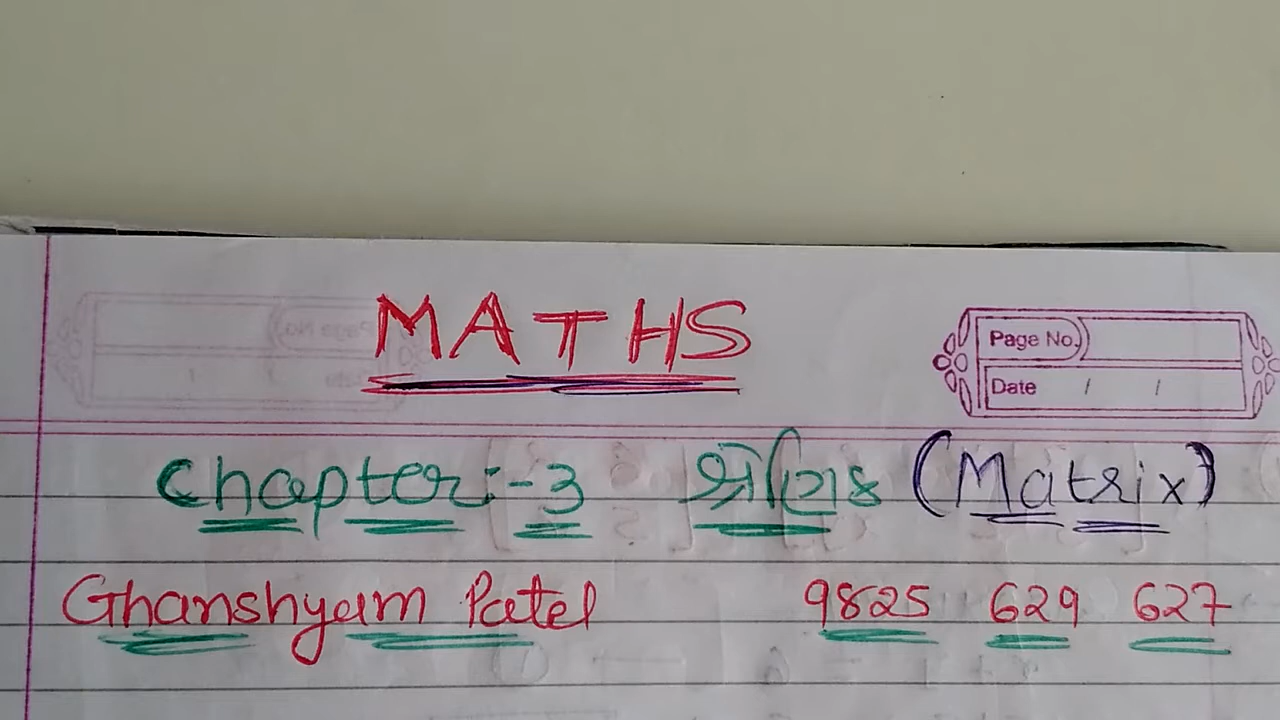 MATHS
Page No.
Date / /
Chapter:-3 શ્રેણિક (Matrix)
Ghanshyam Patel 9825 629 627